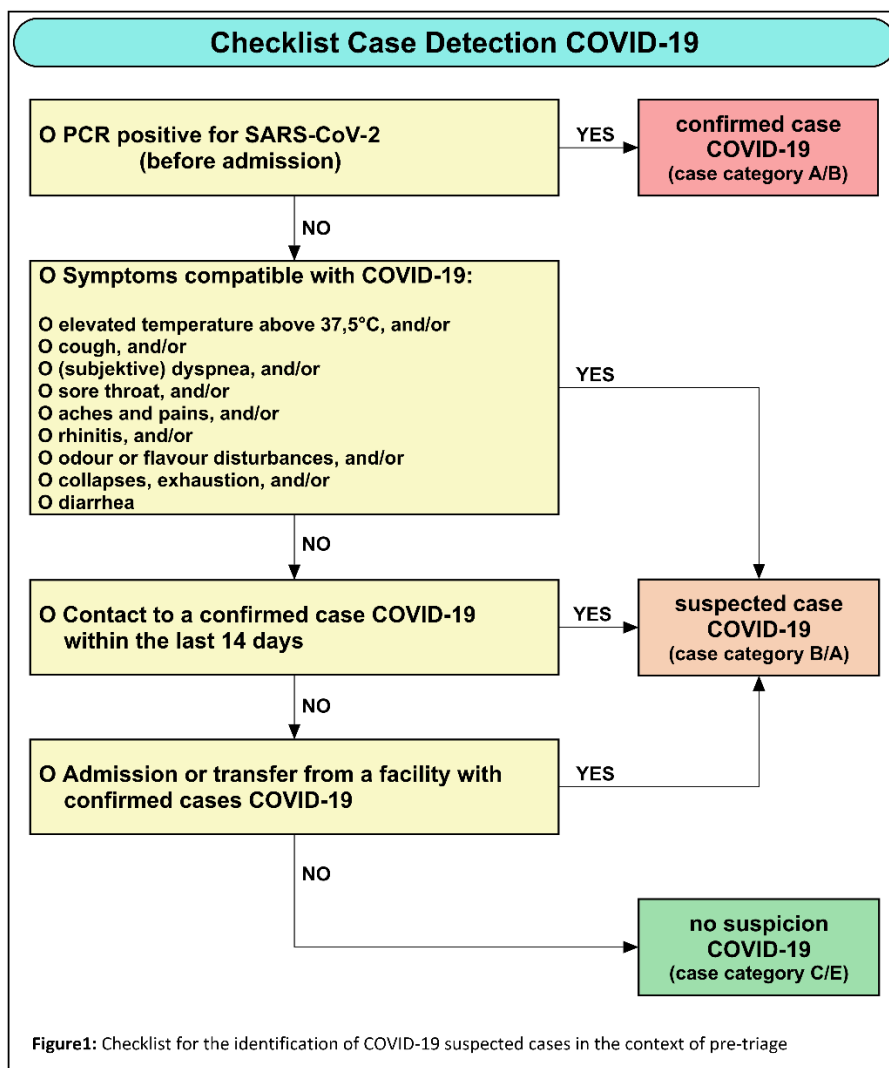 Checklist Case Detection COVID-19
O PCR positive for SARS-CoV-2
(before admission)
YES
confirmed case
COVID-19
(case category A/B)
NO
O Symptoms compatible with COVID-19:
O elevated temperature above 37,5°C, and/or
O cough, and/or
O (subjektive) dyspnea, and/or
O sore throat, and/or
O aches and pains, and/or
O rhinitis, and/or
O odour or flavour disturbances, and/or
O collapses, exhaustion, and/or
O diarrhea
YES
NO
O Contact to a confirmed case COVID-19
within the last 14 days
YES
suspected case
COVID-19
(case category B/A)
NO
O Admission or transfer from a facility with
confirmed cases COVID-19
YES
NO
no suspicion
COVID-19
(case category C/E)
Figure1: Checklist for the identification of COVID-19 suspected cases in the context of pre-triage